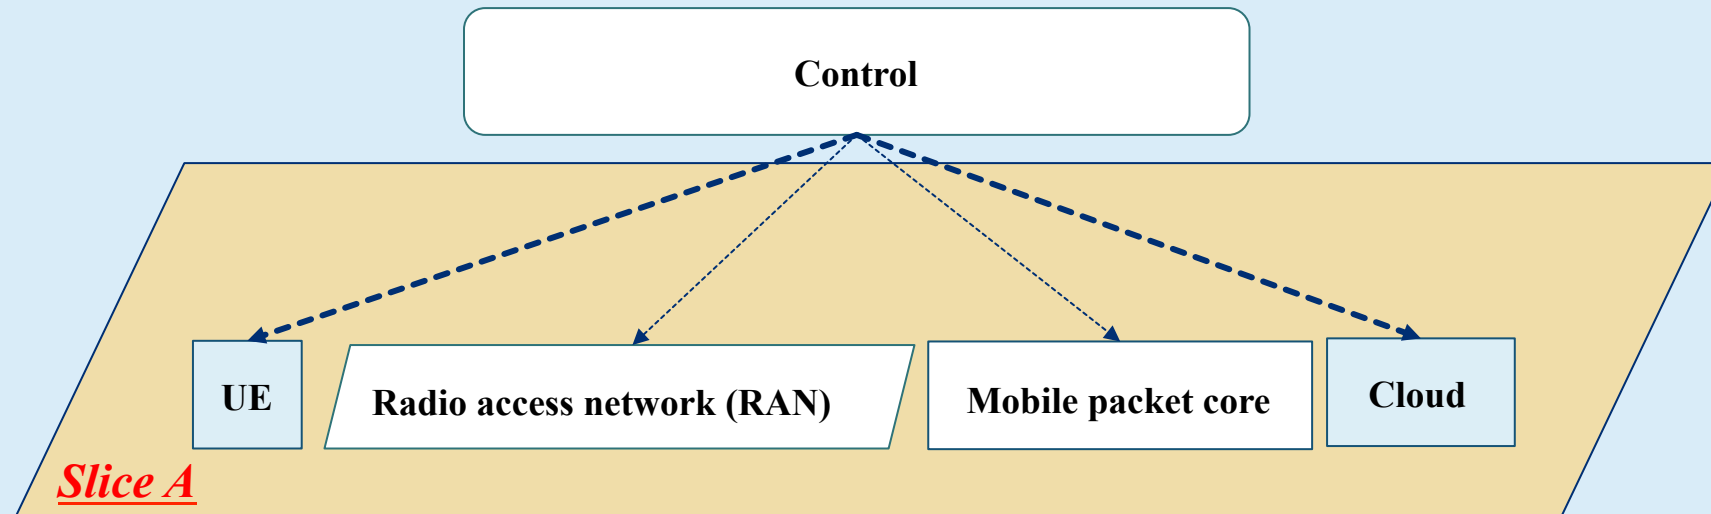 Control
UE
Radio access network (RAN)
Mobile packet core
Cloud
Slice A